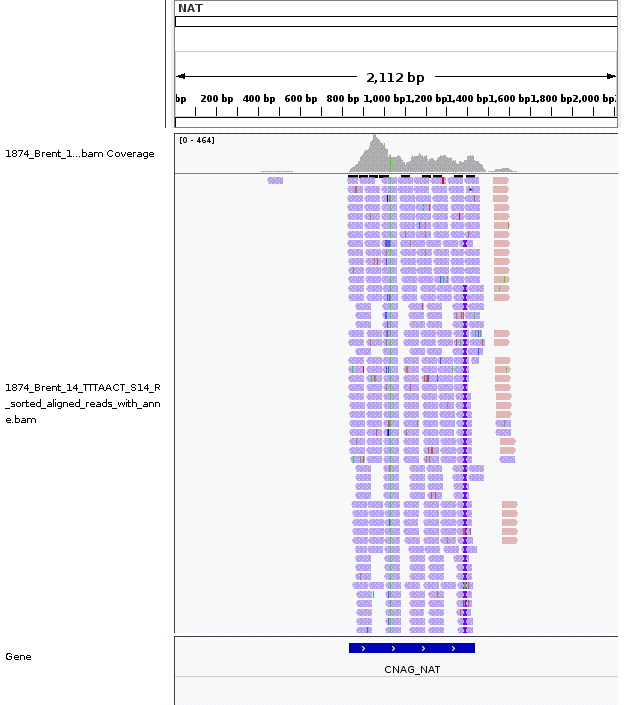 NAT
2,112 bp
bp 200 bp 400 bp 600 bp 800 bp 1,000 bp 1,200 bp 1,400 bp 1,600 bp 1,800 bp 2,000 bp
[0 - 464]
1874_Brent_1...bam Coverage
1874_Brent_14_TTTAACT_S14_R
_sorted_aligned_reads_with_ann
e.bam
Gene
CNAG_NAT